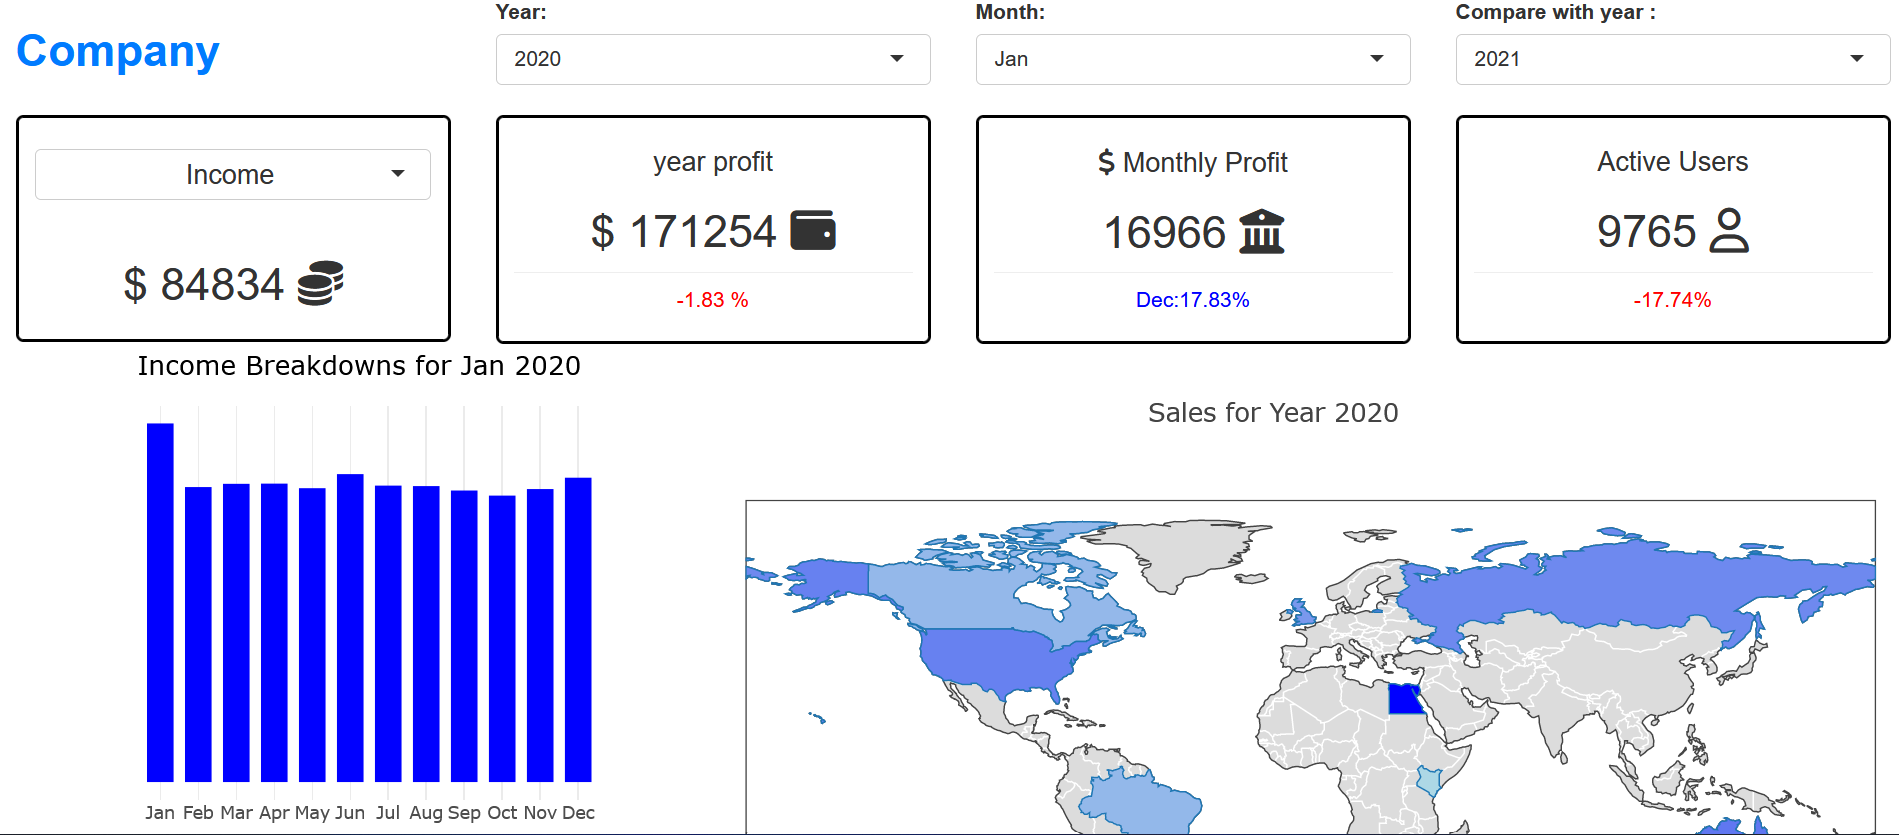 Company
Year:
2020
Month:
Jan
Compare with year :
2021
Income
$ 84834
year profit
$ 171254
-1.83 %
$ Monthly Profit
16966
Dec:17.83%
Active Users
9765
-17.74%
Income Breakdowns for Jan 2020
Jan Feb Mar Apr May Jun Jul Aug Sep Oct Nov Dec
Sales for Year 2020